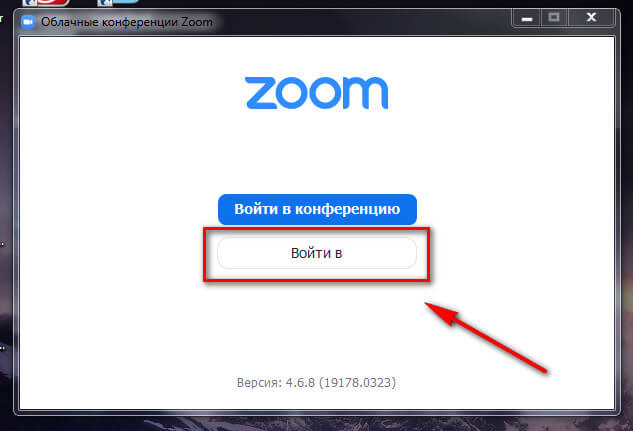 Облачные конференции Zoom
zoom
Войти в конференцию
Войти в
Версия: 4.6.8 (19178.0323)